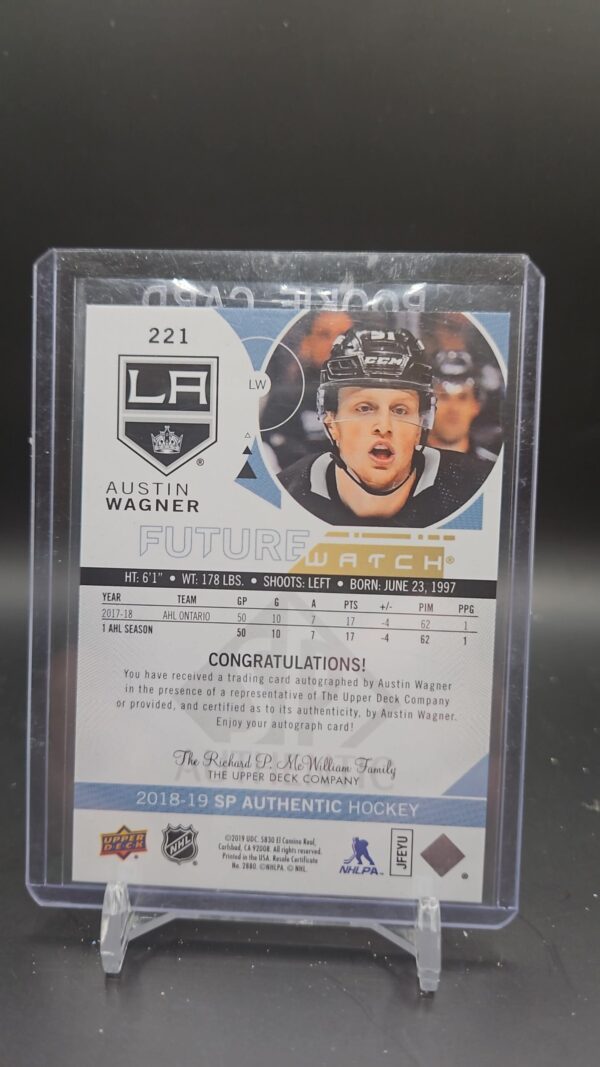 ROOKIE CARD
221
LA
LW
CCM
AUSTIN
WAGNER
FUTURE
WATCH®
HT: 6'1" • WT: 178 LBS. • SHOOTS: LEFT • BORN: JUNE 23, 1997
YEAR TEAM GP G A PTS +/- PIM PPG
2017-18 AHL ONTARIO 50 10 7 17 -4 62 1
1 AHL SEASON 50 10 7 17 -4 62 1
CONGRATULATIONS!
You have received a trading card autographed by Austin Wagner
in the presence of a representative of The Upper Deck Company
or provided, and certified as to its authenticity, by Austin Wagner.
Enjoy your autograph card!
The Richard P. McWilliam Family
THE UPPER DECK COMPANY
2018-19 SP AUTHENTIC HOCKEY
UPPER DECK
NHL
©2019 UDC. 5830 El Camino Real,
Carlsbad, CA 92008. All rights reserved.
Printed in the USA. Resale Certificate
No. 2880. ©NHLPA. © NHL.
NHLPA
JFEYU